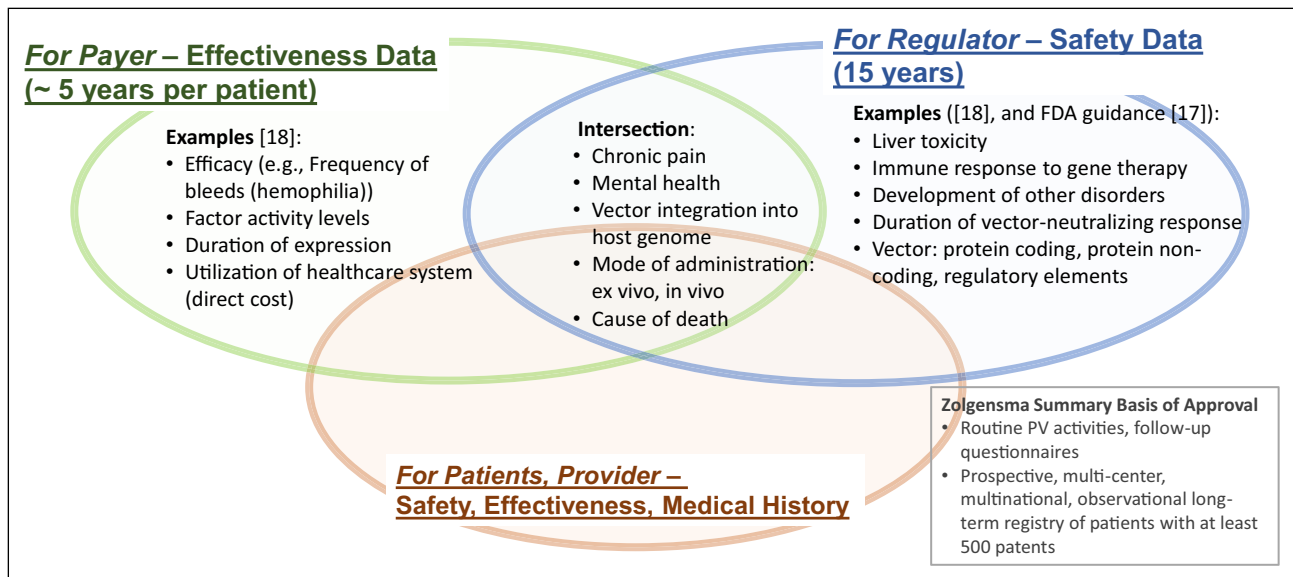 For Payer – Effectiveness Data
(~ 5 years per patient)
Examples [18]:
• Efficacy (e.g., Frequency of
bleeds (hemophilia))
• Factor activity levels
• Duration of expression
• Utilization of healthcare system
(direct cost)
Intersection:
• Chronic pain
• Mental health
• Vector integration into
host genome
• Mode of administration:
ex vivo, in vivo
• Cause of death
For Regulator – Safety Data
(15 years)
Examples ([18], and FDA guidance [17]):
• Liver toxicity
• Immune response to gene therapy
• Development of other disorders
• Duration of vector-neutralizing response
• Vector: protein coding, protein non-
coding, regulatory elements
For Patients, Provider –
Safety, Effectiveness, Medical History
Zolgensma Summary Basis of Approval
• Routine PV activities, follow-up
questionnaires
• Prospective, multi-center,
multinational, observational long-
term registry of patients with at least
500 patents